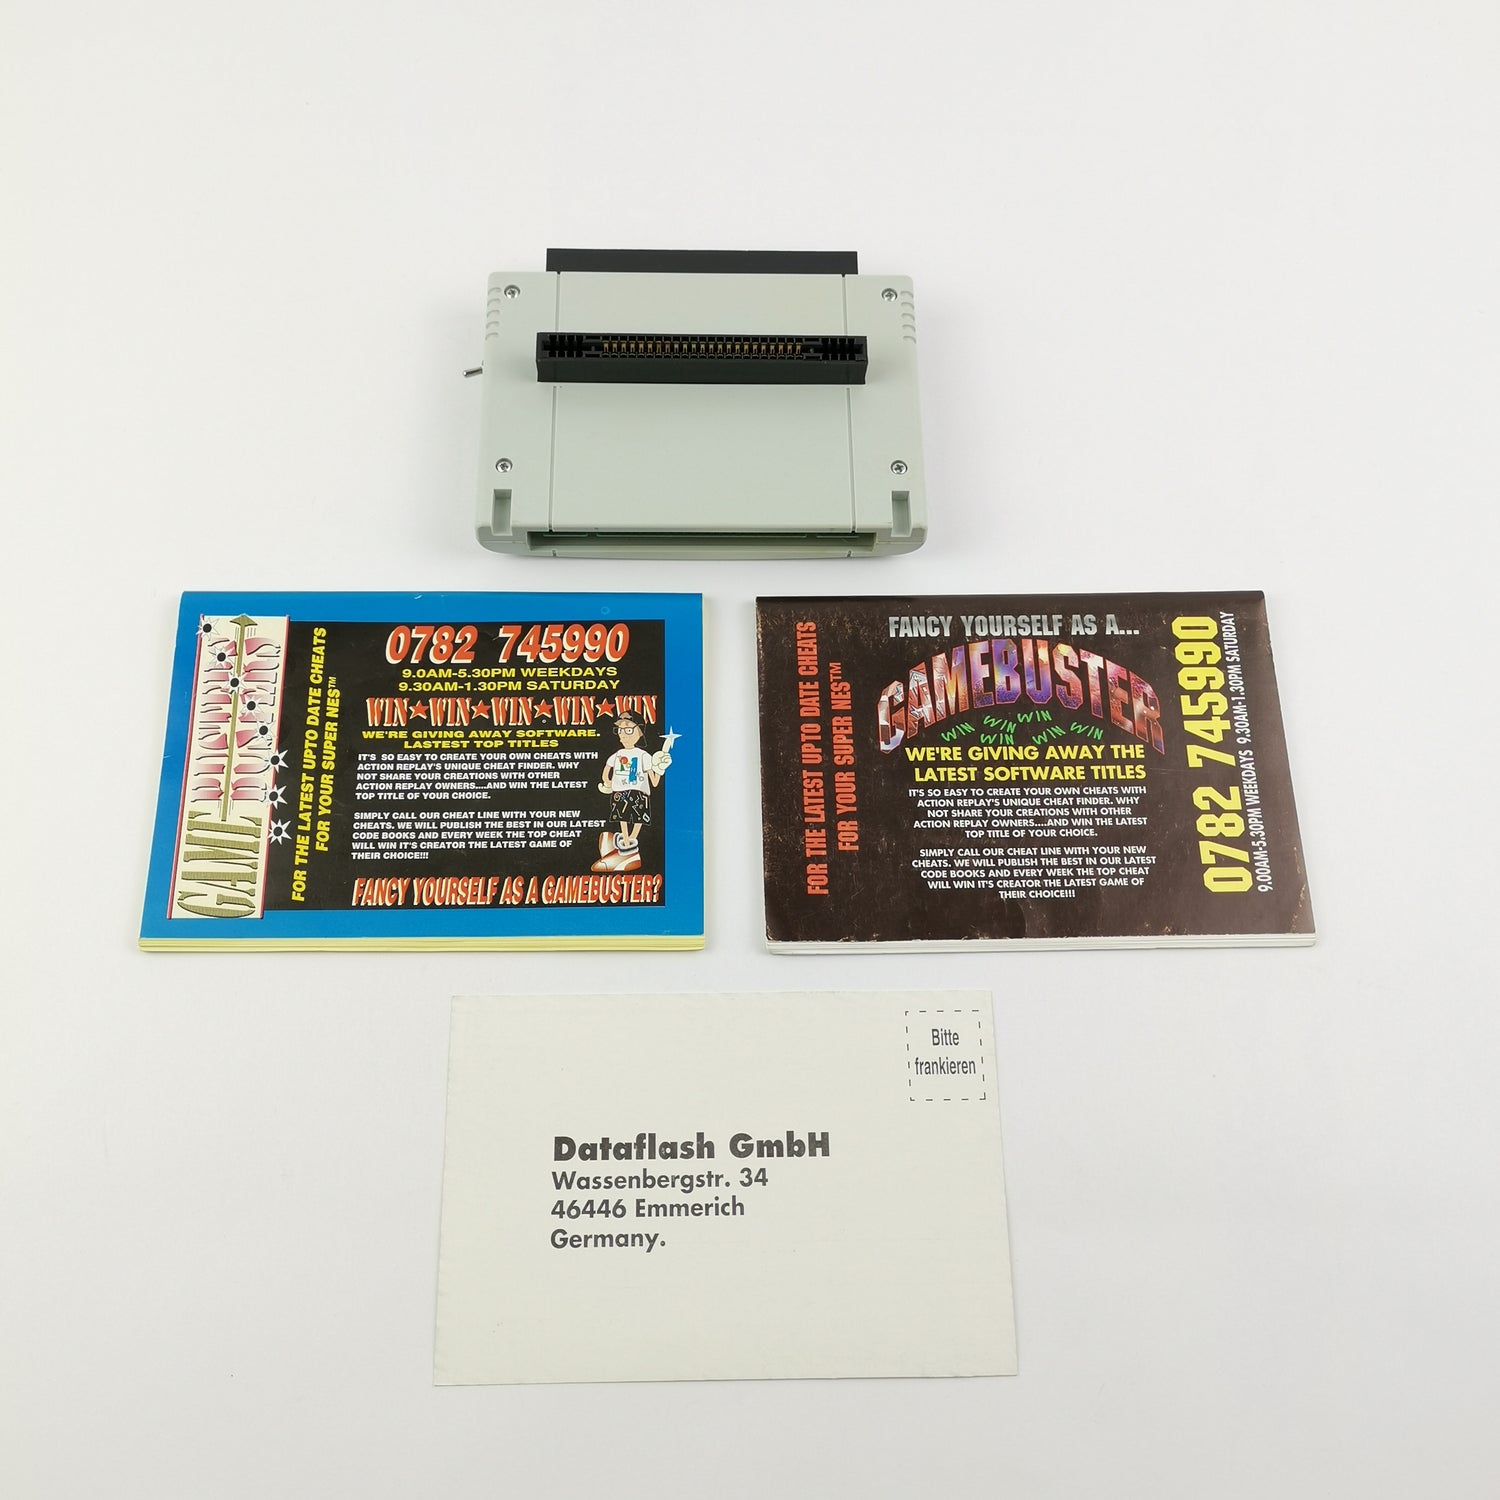 GAME BUSTERS
FOR THE LATEST UPTO DATE CHEATS
FOR YOUR SUPER NES™
0782 745990
9.0AM-5.30PM WEEKDAYS
9.30AM-1.30PM SATURDAY
WIN★WIN★WIN★WIN★WIN
WE'RE GIVING AWAY SOFTWARE.
LASTEST TOP TITLES
IT'S SO EASY TO CREATE YOUR OWN CHEATS WITH
ACTION REPLAY'S UNIQUE CHEAT FINDER. WHY
NOT SHARE YOUR CREATIONS WITH OTHER
ACTION REPLAY OWNERS....AND WIN THE LATEST
TOP TITLE OF YOUR CHOICE.
SIMPLY CALL OUR CHEAT LINE WITH YOUR NEW
CHEATS. WE WILL PUBLISH THE BEST IN OUR LATEST
CODE BOOKS AND EVERY WEEK THE TOP CHEAT
WILL WIN IT'S CREATOR THE LATEST GAME OF
THEIR CHOICE!!!
FANCY YOURSELF AS A GAMEBUSTER?
FOR THE LATEST UPTO DATE CHEATS
FOR YOUR SUPER NES™
FANCY YOURSELF AS A...
GAMEBUSTER
WIN WIN WIN
WIN WIN WIN WIN
WE'RE GIVING AWAY THE
LATEST SOFTWARE TITLES
IT'S SO EASY TO CREATE YOUR OWN CHEATS WITH
ACTION REPLAY'S UNIQUE CHEAT FINDER. WHY
NOT SHARE YOUR CREATIONS WITH OTHER
ACTION REPLAY OWNERS....AND WIN THE LATEST
TOP TITLE OF YOUR CHOICE.
SIMPLY CALL OUR CHEAT LINE WITH YOUR NEW
CHEATS. WE WILL PUBLISH THE BEST IN OUR LATEST
CODE BOOKS AND EVERY WEEK THE TOP CHEAT
WILL WIN IT'S CREATOR THE LATEST GAME OF
THEIR CHOICE!!!
0782 745990
9.00AM-5.30PM WEEKDAYS 9.30AM-1.30PM SATURDAY
Bitte
frankieren
Dataflash GmbH
Wassenbergstr. 34
46446 Emmerich
Germany.